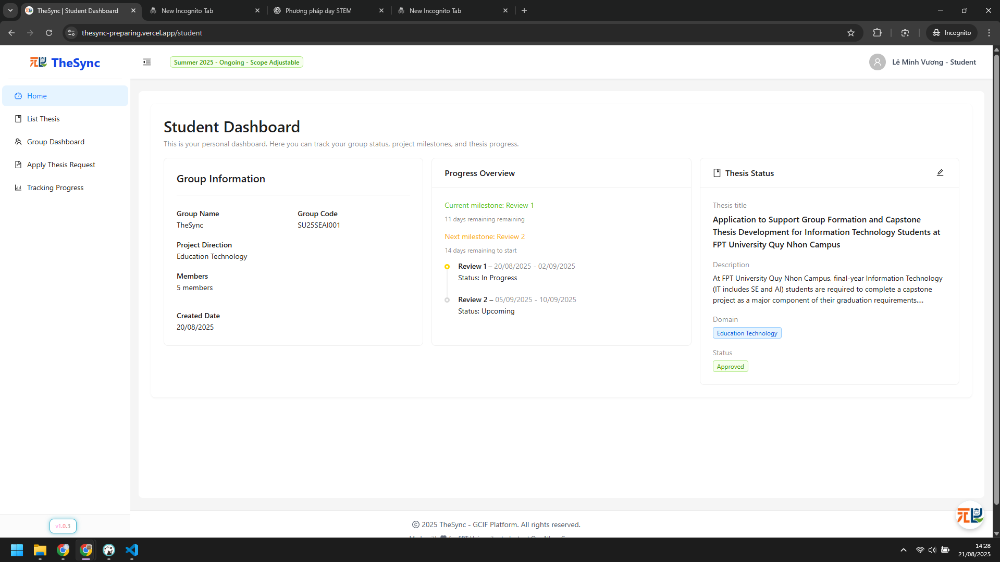 TheSync | Student Dashboard
New Incognito Tab
Phương pháp dạy STEM
New Incognito Tab
thesync-preparing.vercel.app/student
Incognito
TheSync
Summer 2025 - Ongoing - Scope Adjustable
Lê Minh Vương - Student
Home
List Thesis
Group Dashboard
Apply Thesis Request
Tracking Progress
Student Dashboard
This is your personal dashboard. Here you can track your group status, project milestones, and thesis progress.
Group Information
Group Name
TheSync
Group Code
SU25SEAI001
Project Direction
Education Technology
Members
5 members
Created Date
20/08/2025
Progress Overview
Current milestone: Review 1
11 days remaining remaining
Next milestone: Review 2
14 days remaining to start
Review 1 – 20/08/2025 - 02/09/2025
Status: In Progress
Review 2 – 05/09/2025 - 10/09/2025
Status: Upcoming
Thesis Status
Thesis title
Application to Support Group Formation and Capstone
Thesis Development for Information Technology Students at
FPT University Quy Nhon Campus
Description
At FPT University Quy Nhon Campus, final-year Information Technology
(IT includes SE and AI) students are required to complete a capstone
project as a major component of their graduation requirements....
Domain
Education Technology
Status
Approved
v1.0.3
© 2025 TheSync - GCIF Platform. All rights reserved.
14:28
21/08/2025